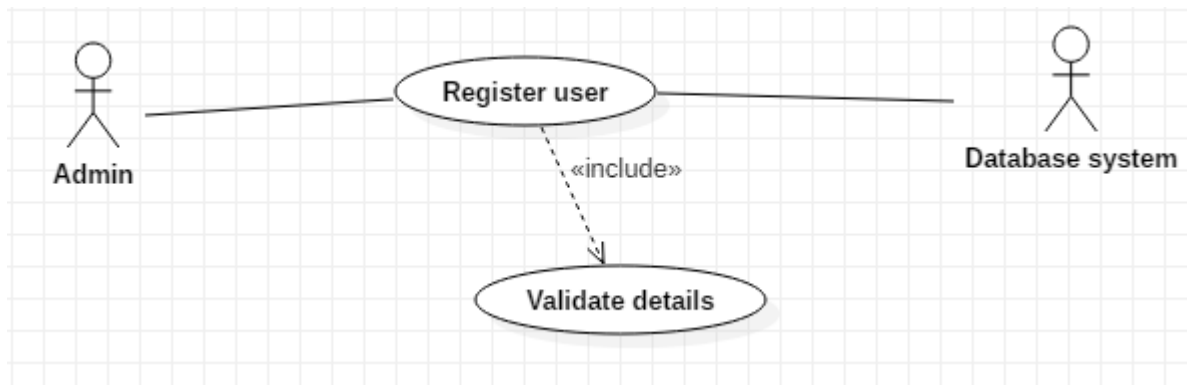 Register user
Admin
Database system
«include»
Validate details